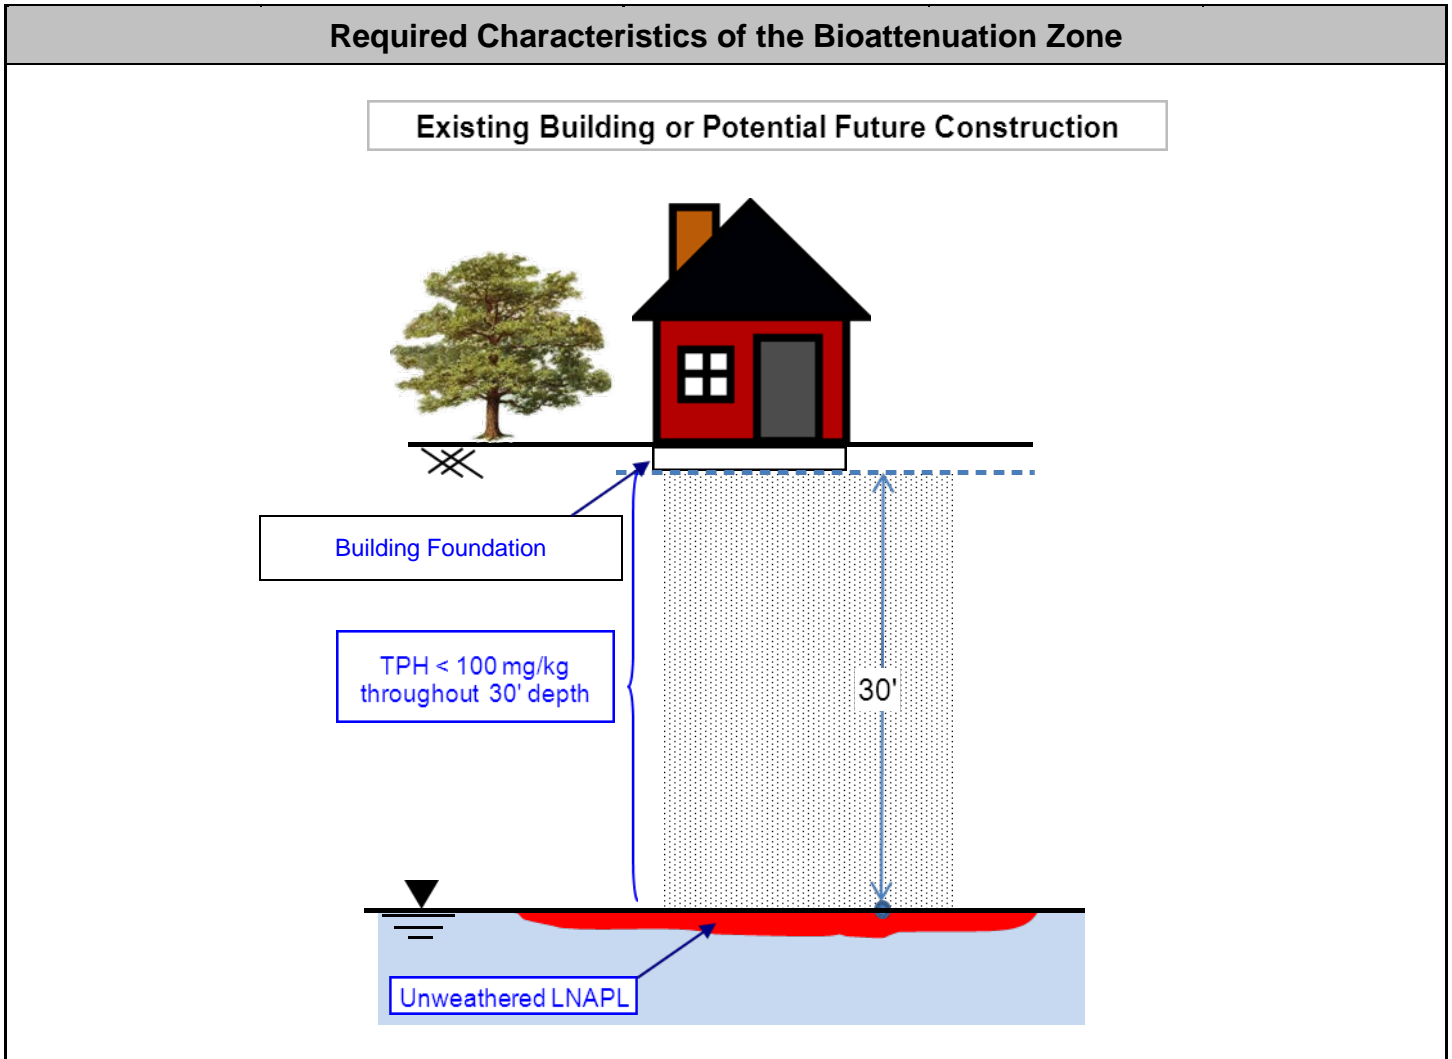 Required Characteristics of the Bioattenuation Zone
Existing Building or Potential Future Construction
Building Foundation
TPH < 100 mg/kg
throughout 30' depth
30'
Unweathered LNAPL